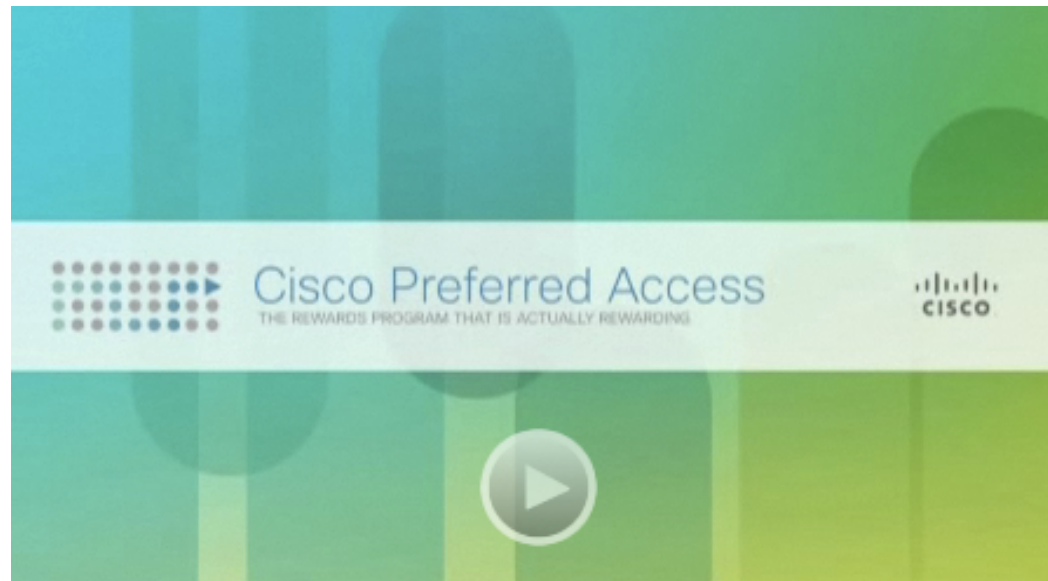 Cisco Preferred Access
THE REWARDS PROGRAM THAT IS ACTUALLY REWARDING
CISCO